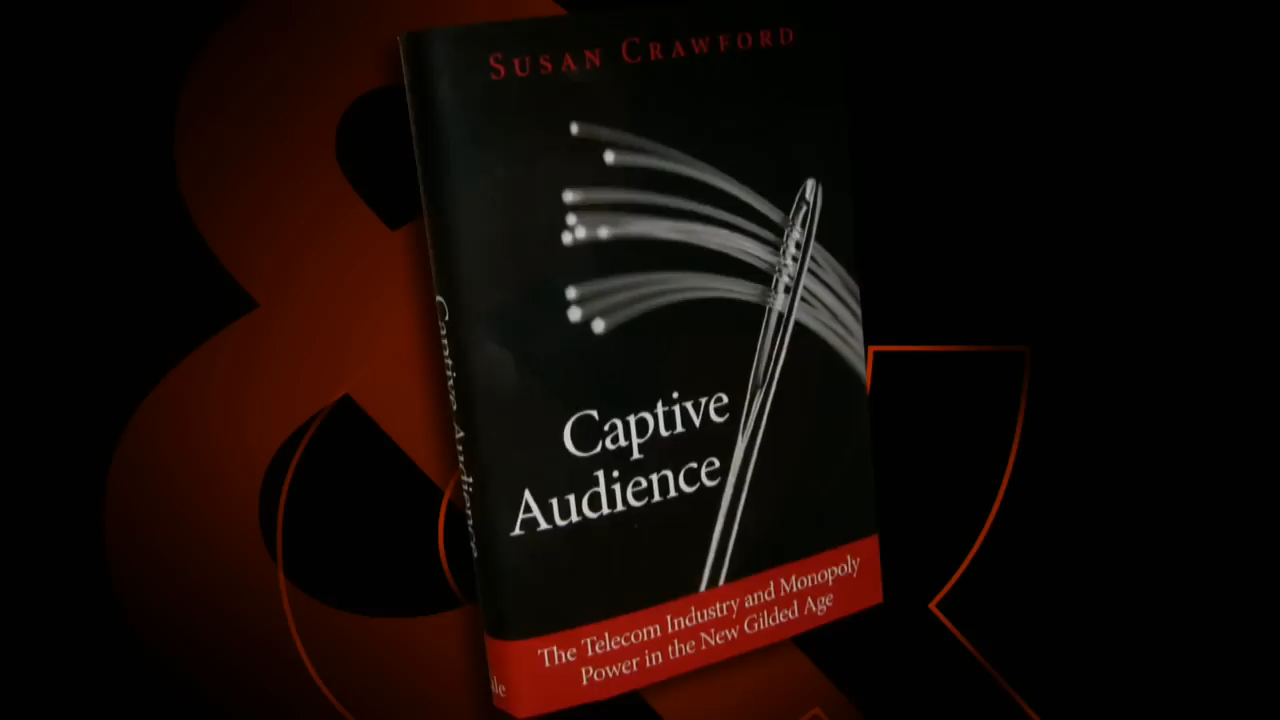 SUSAN CRAWFORD
Captive
Audience
The Telecom Industry and Monopoly
Power in the New Gilded Age
Captive Audience